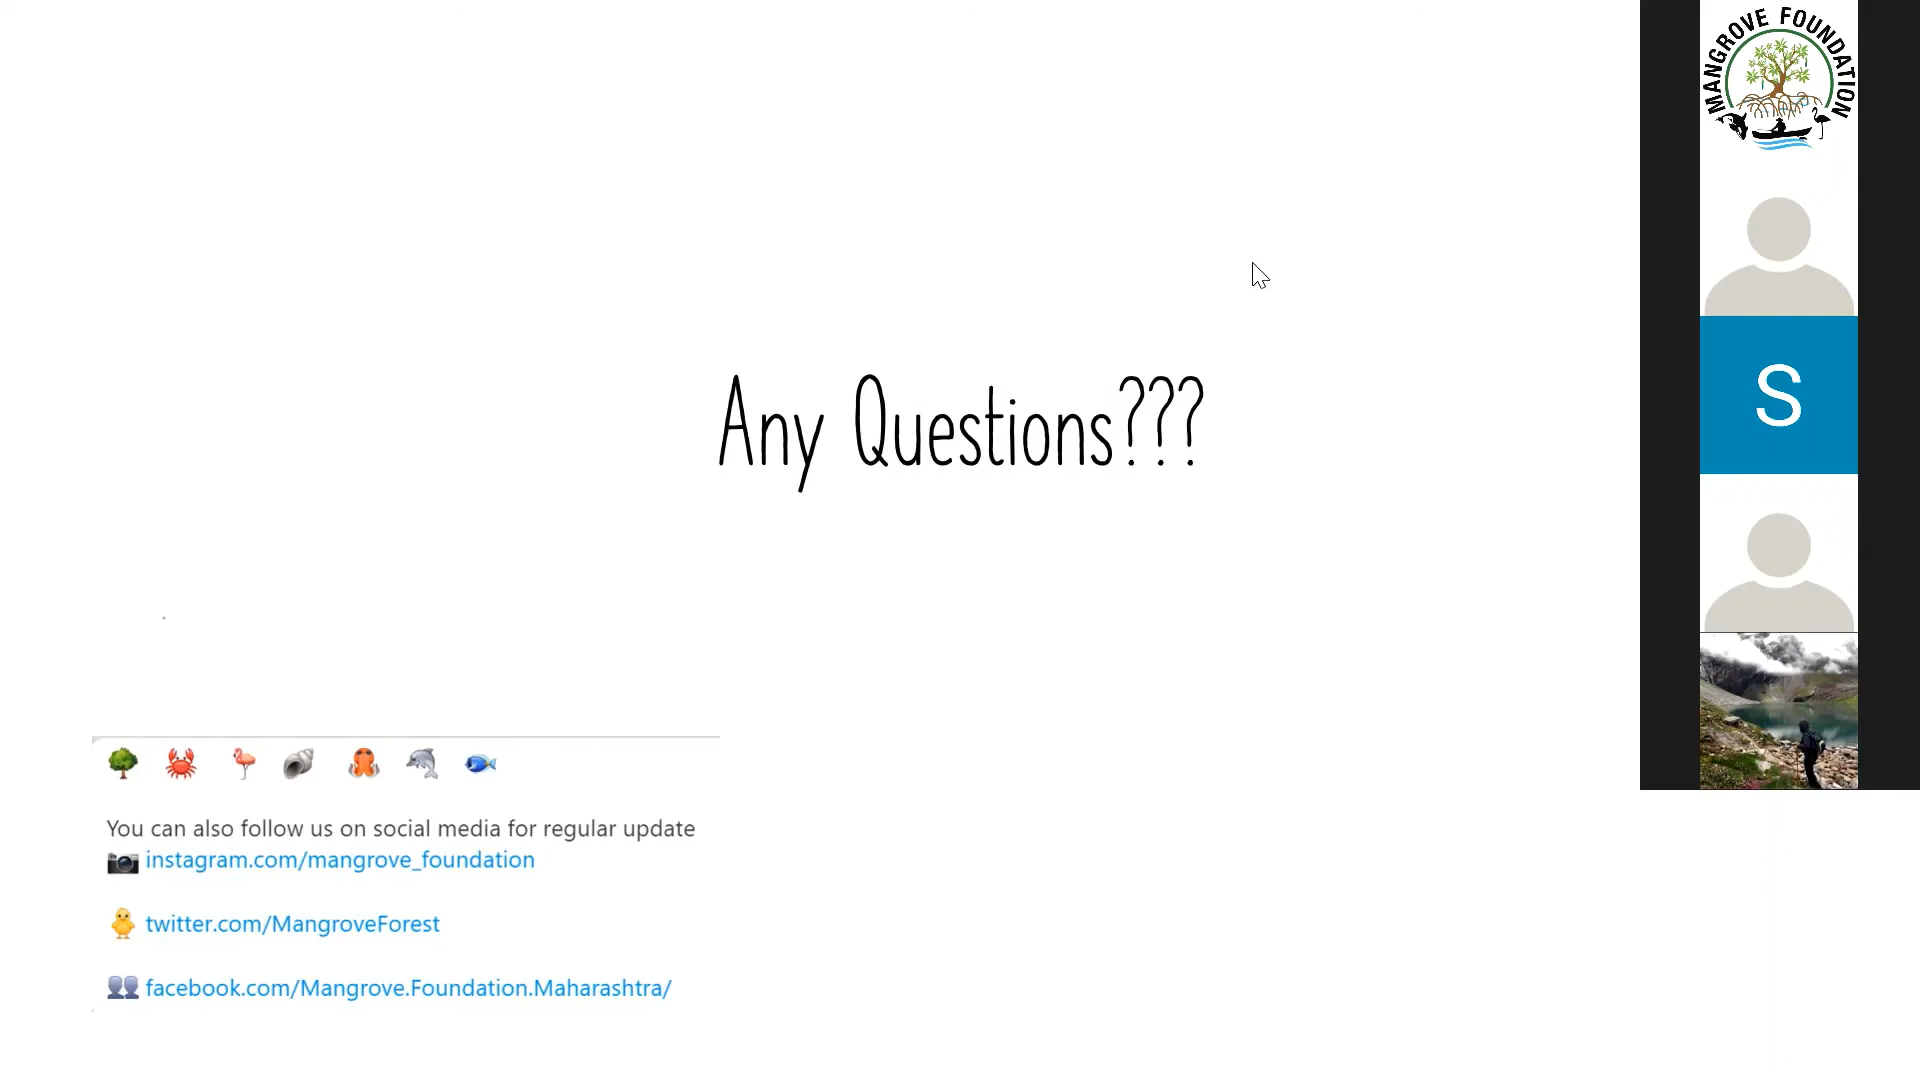 MANGROVE FOUNDATION
S
Any Questions???
You can also follow us on social media for regular update
instagram.com/mangrove_foundation
twitter.com/MangroveForest
facebook.com/Mangrove.Foundation.Maharashtra/